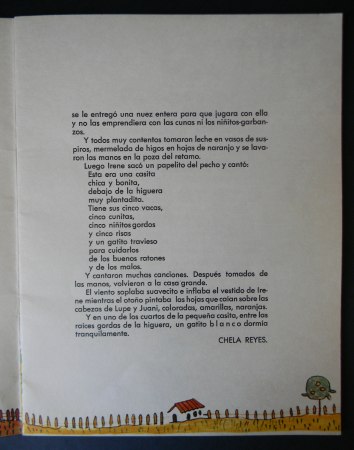 se le entregó una nuez entera para que jugara con ella
y no las emprendiera con las cunas ni los niñitos-garban-
zos.
Y todos muy contentos tomaron leche en vasos de sus-
piros, mermelada de higos en hojas de naranjo y se lava-
ron las manos en la poza del retamo.
Luego Irene sacó un papelito del pecho y cantó:
Esta era una casita
chica y bonita,
debajo de la higuera
muy plantadita.
Tiene sus cinco vacas,
cinco cunitas,
cinco niñitos gordos
y cinco risas
y un gatito travieso
para cuidarlos
de los buenos ratones
y de los malos.
Y cantaron muchas canciones. Después tomados de
las manos, volvieron a la casa grande.
El viento soplaba suavecito e inflaba el vestido de Ire-
ne mientras el otoño pintaba las hojas que caían sobre las
cabezas de Lupe y Juani, coloradas, amarillas, naranjas.
Y en uno de los cuartos de la pequeña casita, entre las
raíces gordas de la higuera, un gatito blanco dormía
tranquilamente.
CHELA REYES.